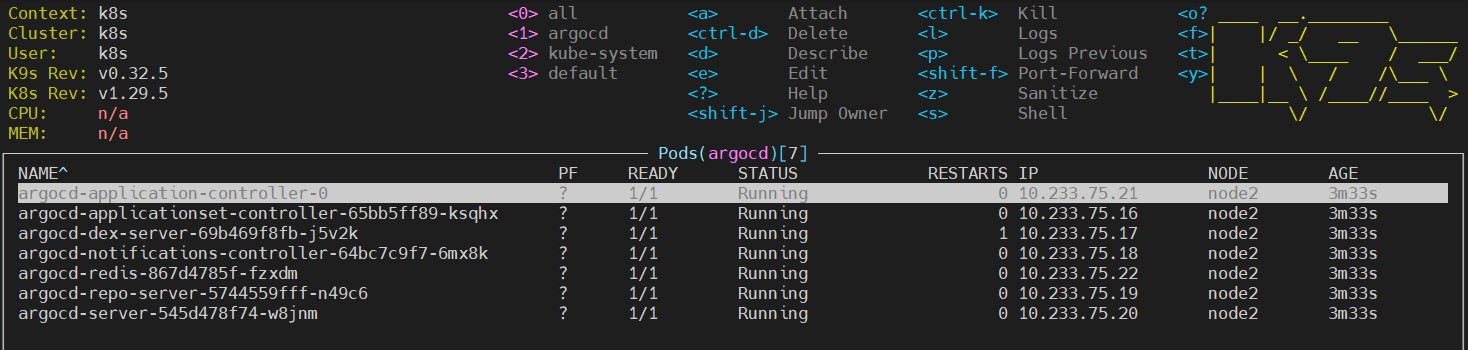 Context: k8s <0> all <a> Attach <ctrl-k> Kill <o?
Cluster: k8s <1> argocd <ctrl-d> Delete <l> Logs <f>
User: k8s <2> kube-system <d> Describe <p> Logs Previous <t>
K9s Rev: v0.32.5 <3> default <e> Edit <shift-f> Port-Forward <y>
K8s Rev: v1.29.5 <?> Help <z> Sanitize
CPU: n/a <shift-j> Jump Owner <s> Shell
MEM: n/a
Pods(argocd)[7]
NAME^ PF READY STATUS RESTARTS IP NODE AGE
argocd-application-controller-0 ? 1/1 Running 0 10.233.75.21 node2 3m33s
argocd-applicationset-controller-65bb5ff89-ksqhx ? 1/1 Running 0 10.233.75.16 node2 3m33s
argocd-dex-server-69b469f8fb-j5v2k ? 1/1 Running 1 10.233.75.17 node2 3m33s
argocd-notifications-controller-64bc7c9f7-6mx8k ? 1/1 Running 0 10.233.75.18 node2 3m33s
argocd-redis-867d4785f-fzxdm ? 1/1 Running 0 10.233.75.22 node2 3m33s
argocd-repo-server-5744559fff-n49c6 ? 1/1 Running 0 10.233.75.19 node2 3m33s
argocd-server-545d478f74-w8jnm ? 1/1 Running 0 10.233.75.20 node2 3m33s